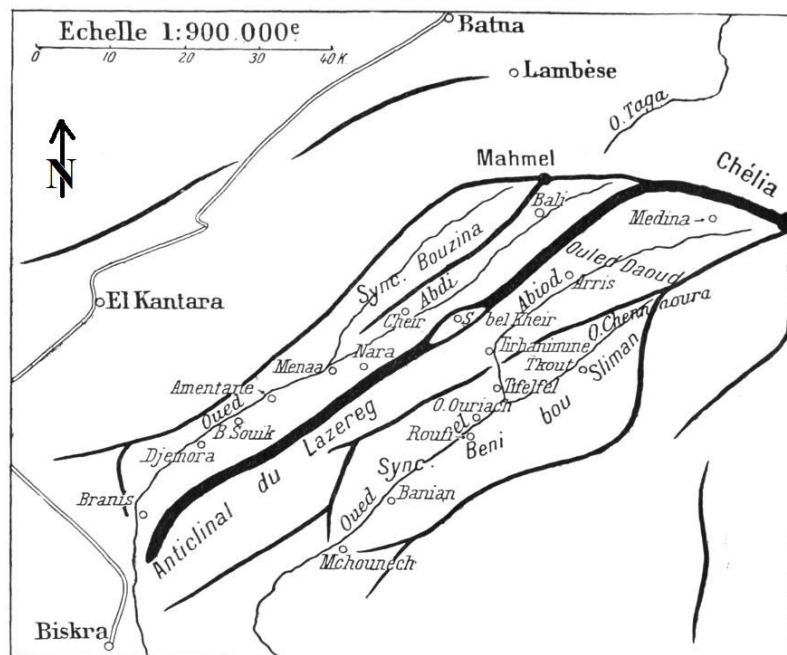 Echelle 1:900.000e
0 10 20 30 40 K.
Batna
Lambèse
O. Taga
N
Mahmel
Chélia
Bali
Medina
Sync. Bouzina
Ouled Daoud
Abdi
Abiod
Arris
El Kantara
Cheir
S. bel Kheir
O. Chennaoura
Menaa
Nara
Tirhanimine
Tkout
Sliman
Amentane
Tifelfel
bou
Oued
O. Ouriach
B. Souik
el
Roufi
Beni
Djemora
Sync.
Anticlinal du Lazereg
Branis
Oued
Banian
Mchounech
Biskra